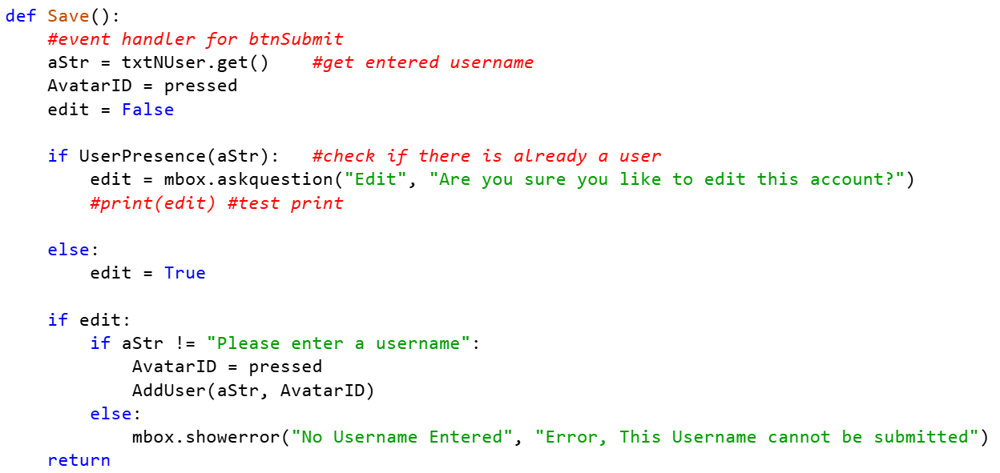 def Save():
    #event handler for btnSubmit
    aStr = txtNUser.get()    #get entered username
    AvatarID = pressed
    edit = False

    if UserPresence(aStr):   #check if there is already a user
        edit = mbox.askquestion("Edit", "Are you sure you like to edit this account?")
        #print(edit) #test print

    else:
        edit = True

    if edit:
        if aStr != "Please enter a username":
            AvatarID = pressed
            AddUser(aStr, AvatarID)
        else:
            mbox.showerror("No Username Entered", "Error, This Username cannot be submitted")
    return